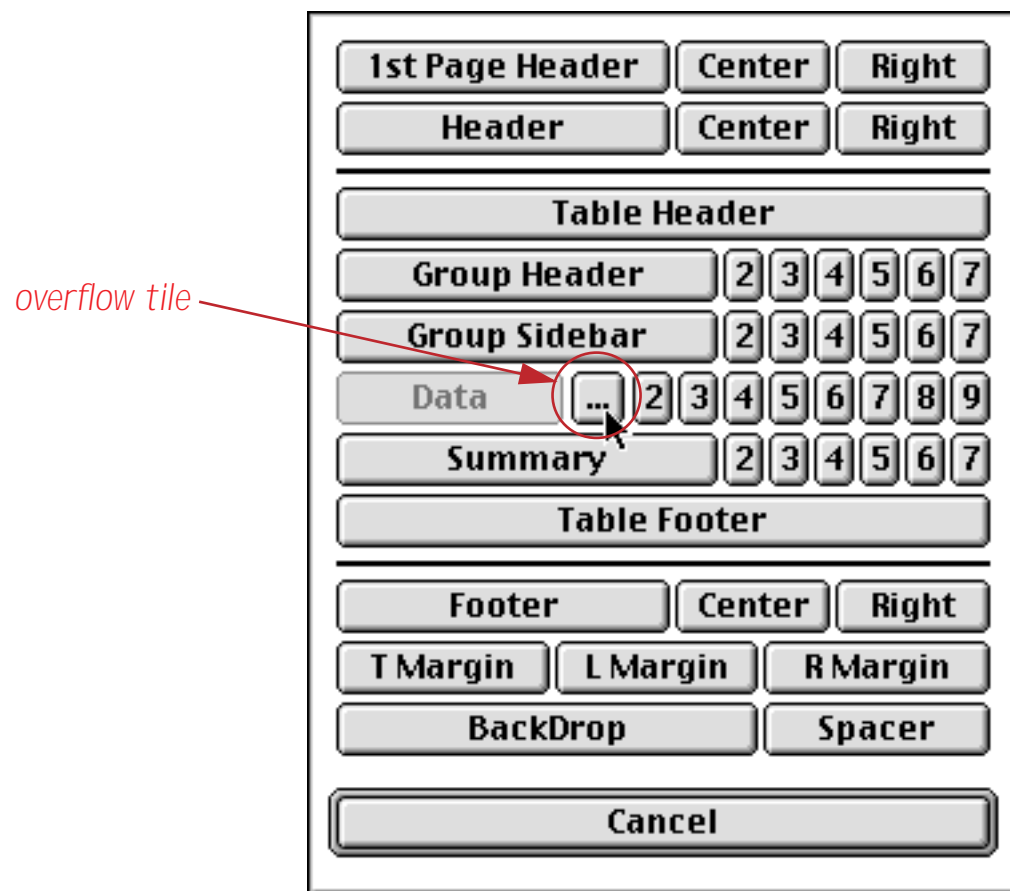 1st Page Header Center Right
Header Center Right
Table Header
Group Header 2 3 4 5 6 7
overflow tile
Group Sidebar 2 3 4 5 6 7
Data ... 2 3 4 5 6 7 8 9
Summary 2 3 4 5 6 7
Table Footer
Footer Center Right
T Margin L Margin R Margin
BackDrop Spacer
Cancel